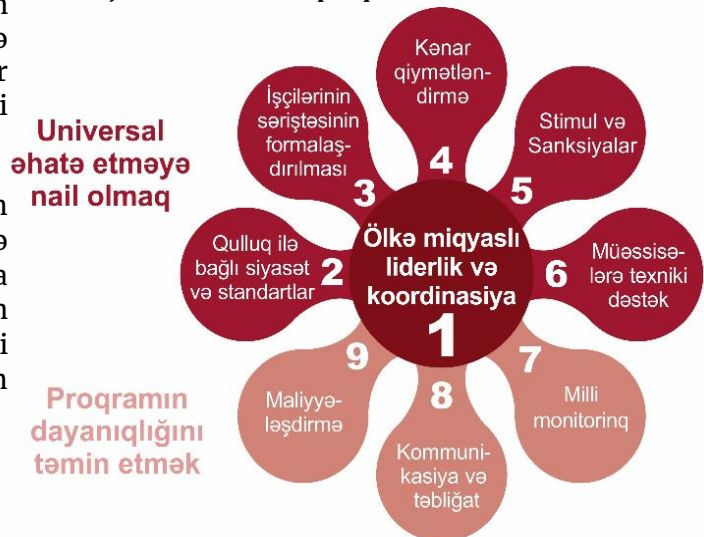 Universal
əhatə etməyə
nail olmaq
Proqramın
dayanıqlığını
təmin etmək
Ölkə miqyaslı
liderlik və
koordinasiya
1
Qulluq ilə
bağlı siyasət
və standartlar
2
İşçilərinin
səriştəsinin
formalaş-
dırılması
3
Kənar
qiymətlən-
dirmə
4
Stimul və
Sanksiyalar
5
Müəssisə-
lərə texniki
dəstək
6
Milli
monitorinq
7
Kommuni-
kasiya və
təbliğat
8
Maliyyə-
ləşdirmə
9